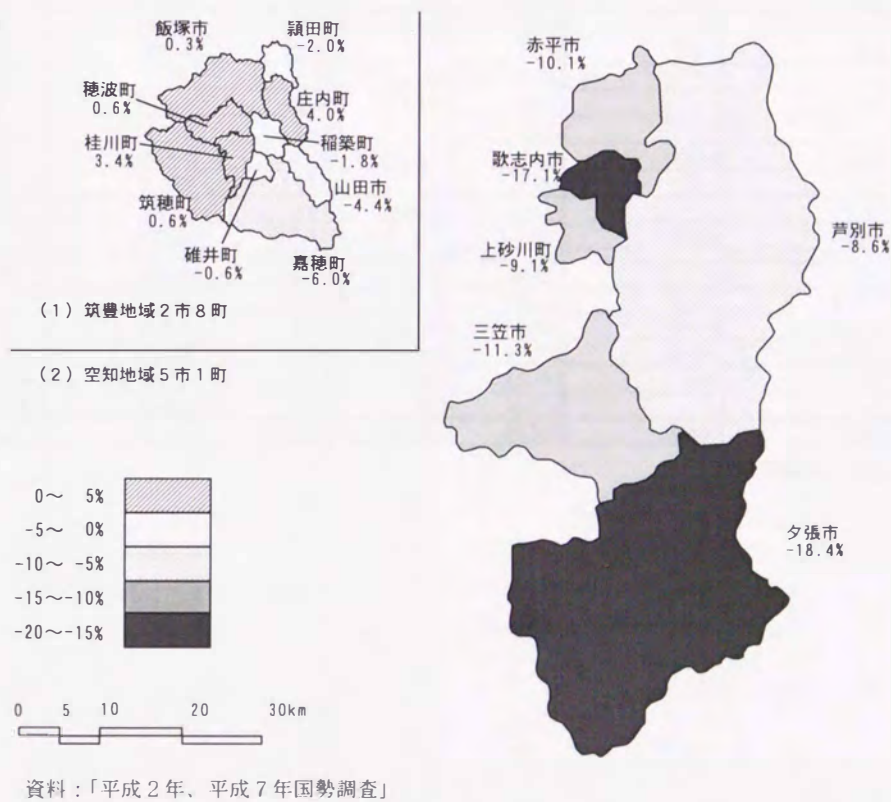 飯塚市
0.3%
頴田町
-2.0%
穂波町
0.6%
庄内町
4.0%
桂川町
3.4%
稲築町
-1.8%
山田市
-4.4%
筑穂町
0.6%
碓井町
-0.6%
嘉穂町
-6.0%
(1) 筑豊地域2市8町
(2) 空知地域5市1町
赤平市
-10.1%
歌志内市
-17.1%
上砂川町
-9.1%
芦別市
-8.6%
三笠市
-11.3%
夕張市
-18.4%
0～ 5%
-5～ 0%
-10～ -5%
-15～-10%
-20～-15%
0 5 10 20 30km
資料：「平成2年、平成7年国勢調査」